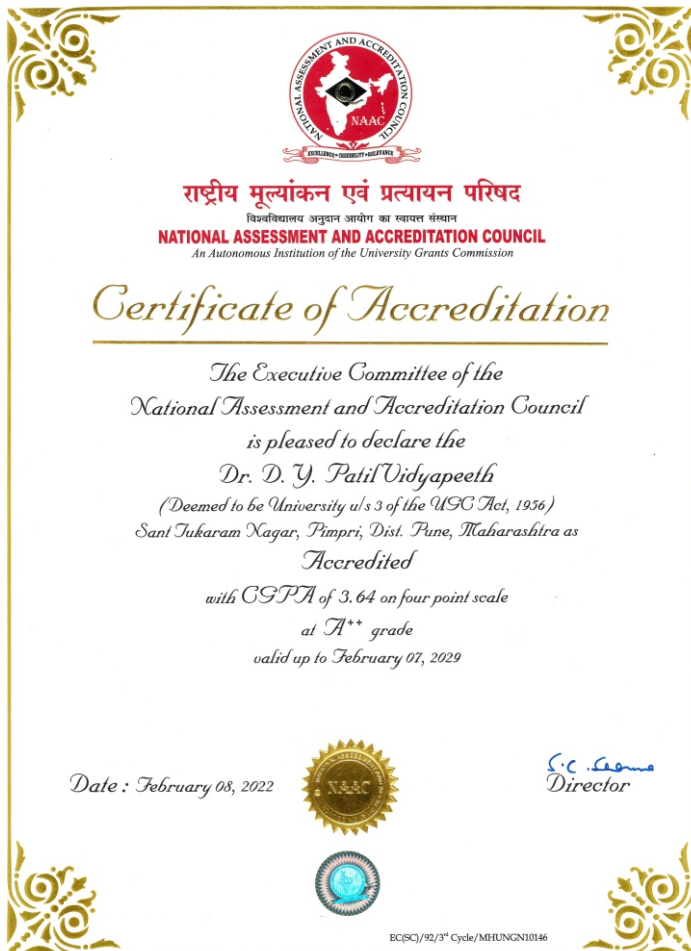 NATIONAL ASSESSMENT AND ACCREDITATION COUNCIL
NAAC
EXCELLENCE • CREDIBILITY • RELEVANCE
राष्ट्रीय मूल्यांकन एवं प्रत्यायन परिषद
विश्वविद्यालय अनुदान आयोग का स्वायत्त संस्थान
NATIONAL ASSESSMENT AND ACCREDITATION COUNCIL
An Autonomous Institution of the University Grants Commission
Certificate of Accreditation
The Executive Committee of the
National Assessment and Accreditation Council
is pleased to declare the
Dr. D. Y. Patil Vidyapeeth
(Deemed to be University u/s 3 of the UGC Act, 1956)
Sant Tukaram Nagar, Pimpri, Dist. Pune, Maharashtra as
Accredited
with CGPA of 3.64 on four point scale
at A⁺⁺ grade
valid up to February 07, 2029
S.C. Sharma
Date : February 08, 2022
NAAC
Director
EC(SC)/92/3ʳᵈ Cycle/MHUNGN10146